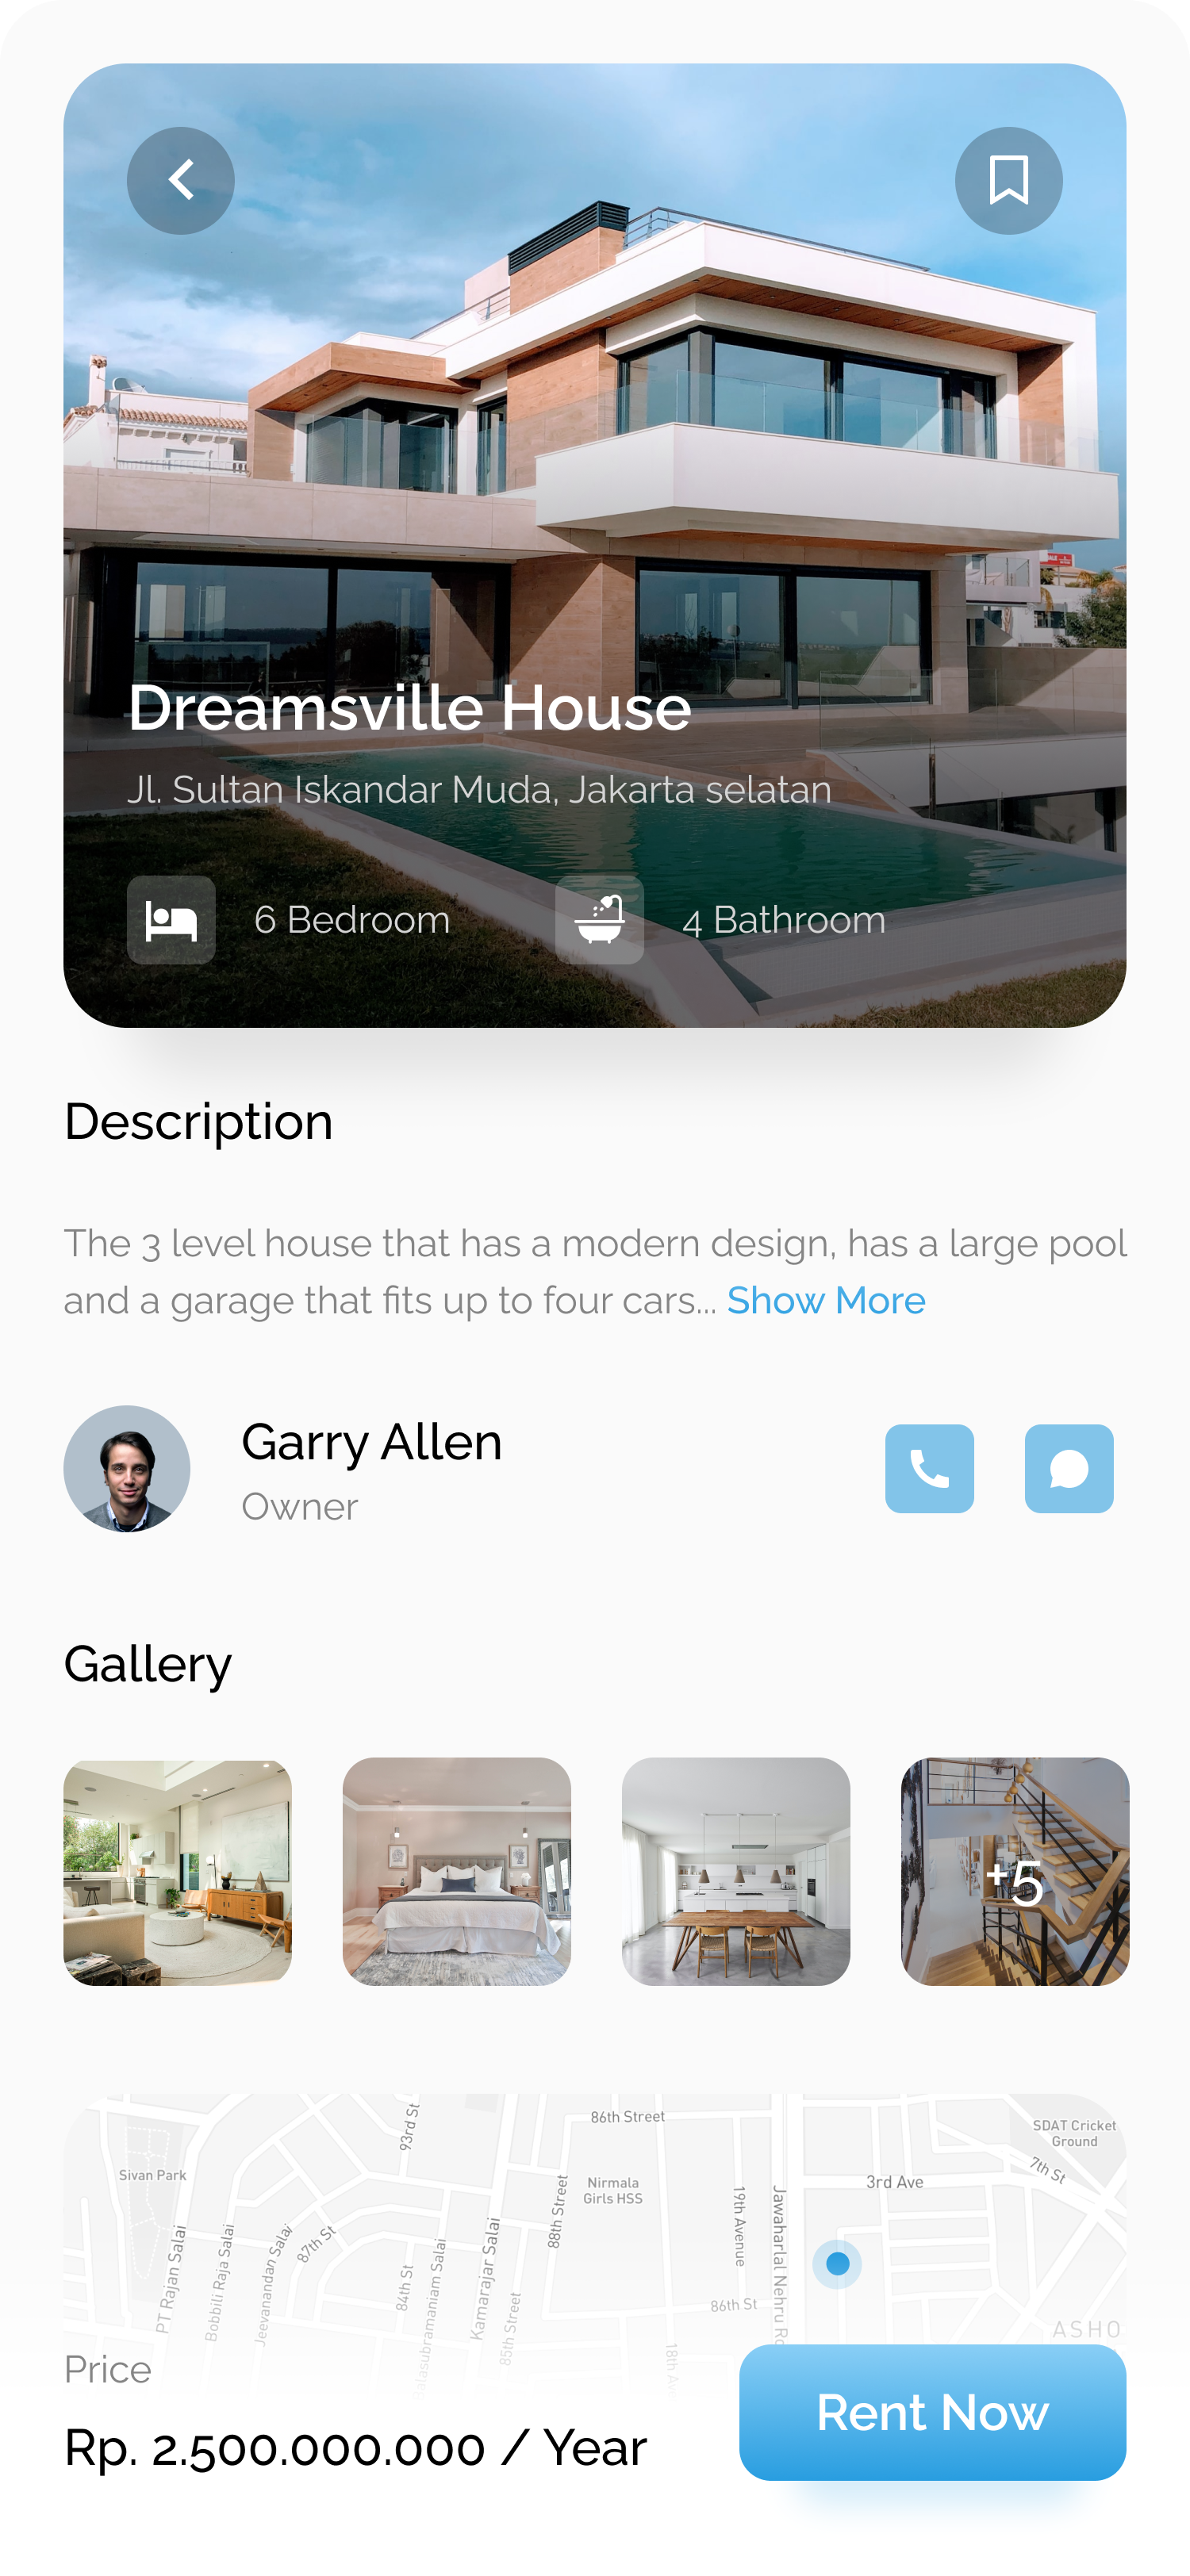 Dreamsville House
Jl. Sultan Iskandar Muda, Jakarta selatan
6 Bedroom
4 Bathroom
Description
The 3 level house that has a modern design, has a large pool
and a garage that fits up to four cars... Show More
Garry Allen
Owner
Gallery
+5
93rd St
86th Street
SDAT Cricket
Ground
7th St
Sivan Park
Nirmala
Girls HSS
3rd Ave
88th Street
19th Avenue
Jawaharlal Nehru Ro
PT Rajan Salai
Bobbili Raja Salai
Jeevanandan Salai
87th St
84th St
Balasubramaniam Salai
Kamarajar Salai
85th Street
86th St
18th Ave
ASHO
Price
Rp. 2.500.000.000 / Year
Rent Now